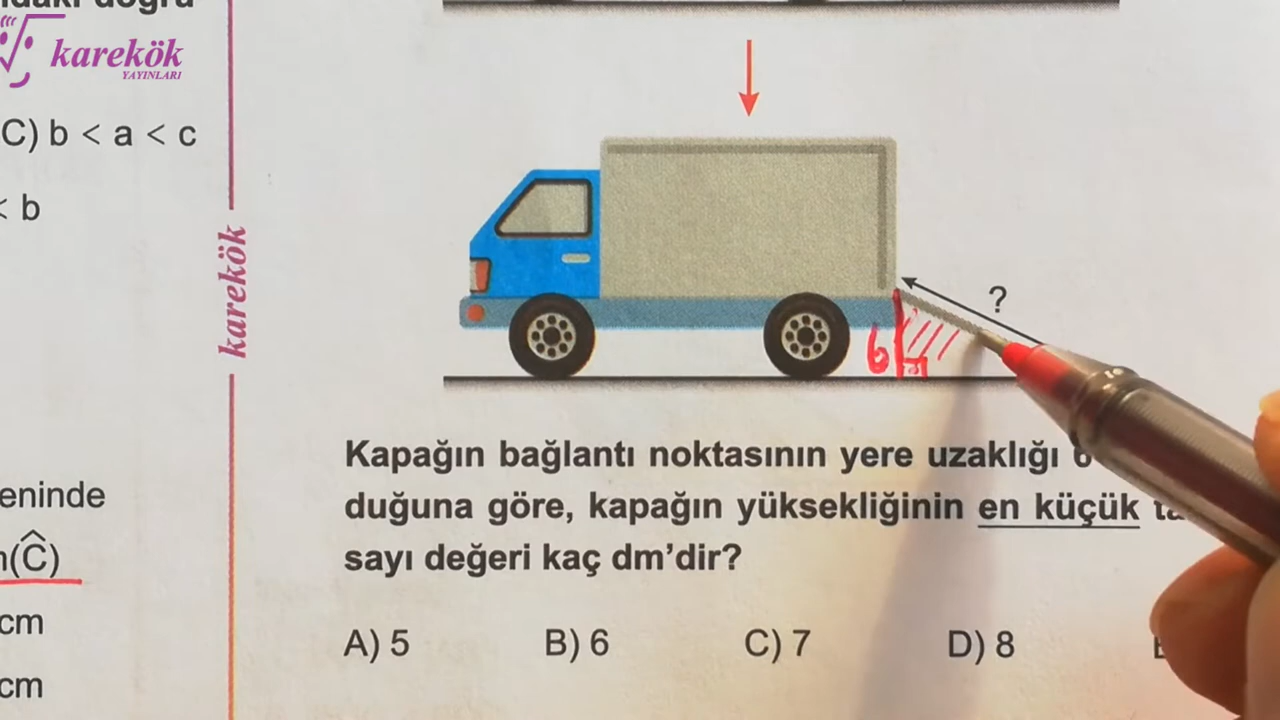 karekök
YAYINLARI
C) b < a < c
< b
karekök
eninde
(Ĉ)
cm
cm
?
6
Kapağın bağlantı noktasının yere uzaklığı 6
duğuna göre, kapağın yüksekliğinin en küçük
sayı değeri kaç dm'dir?
A) 5 B) 6 C) 7 D) 8